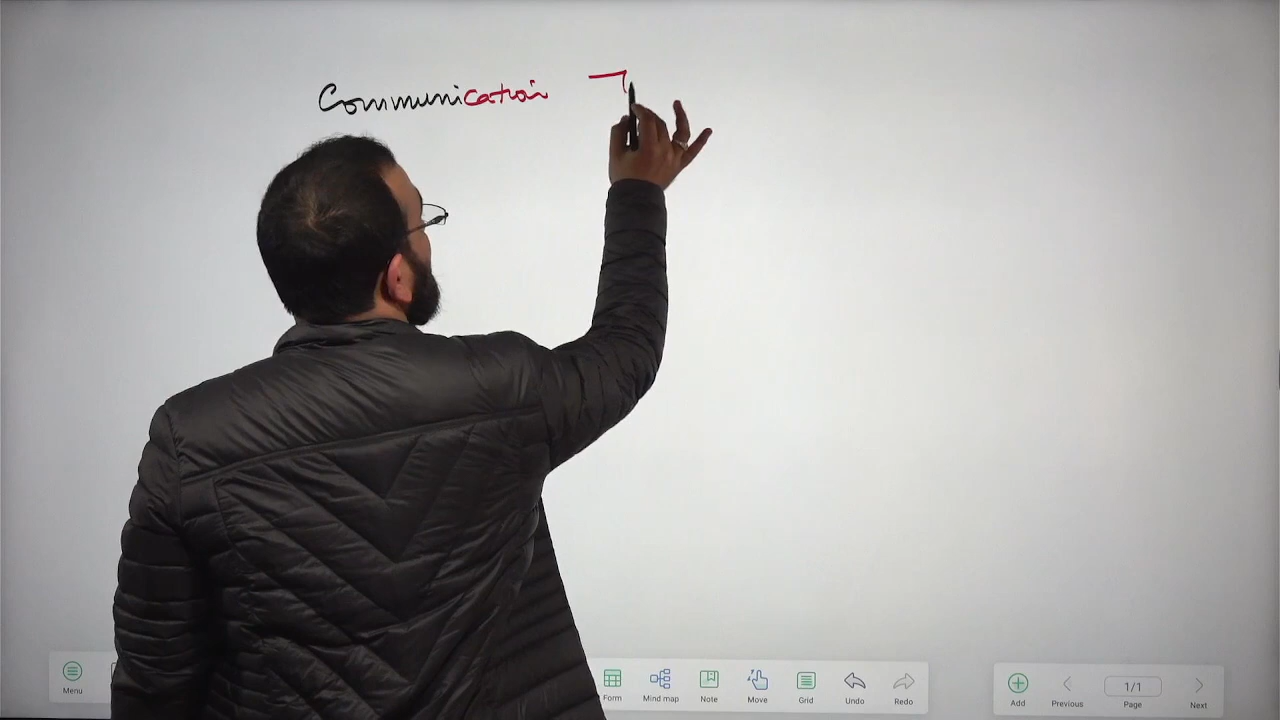 Communication
Menu
Form Mind map Note Move Grid Undo Redo
Add Previous 1/1 Page Next